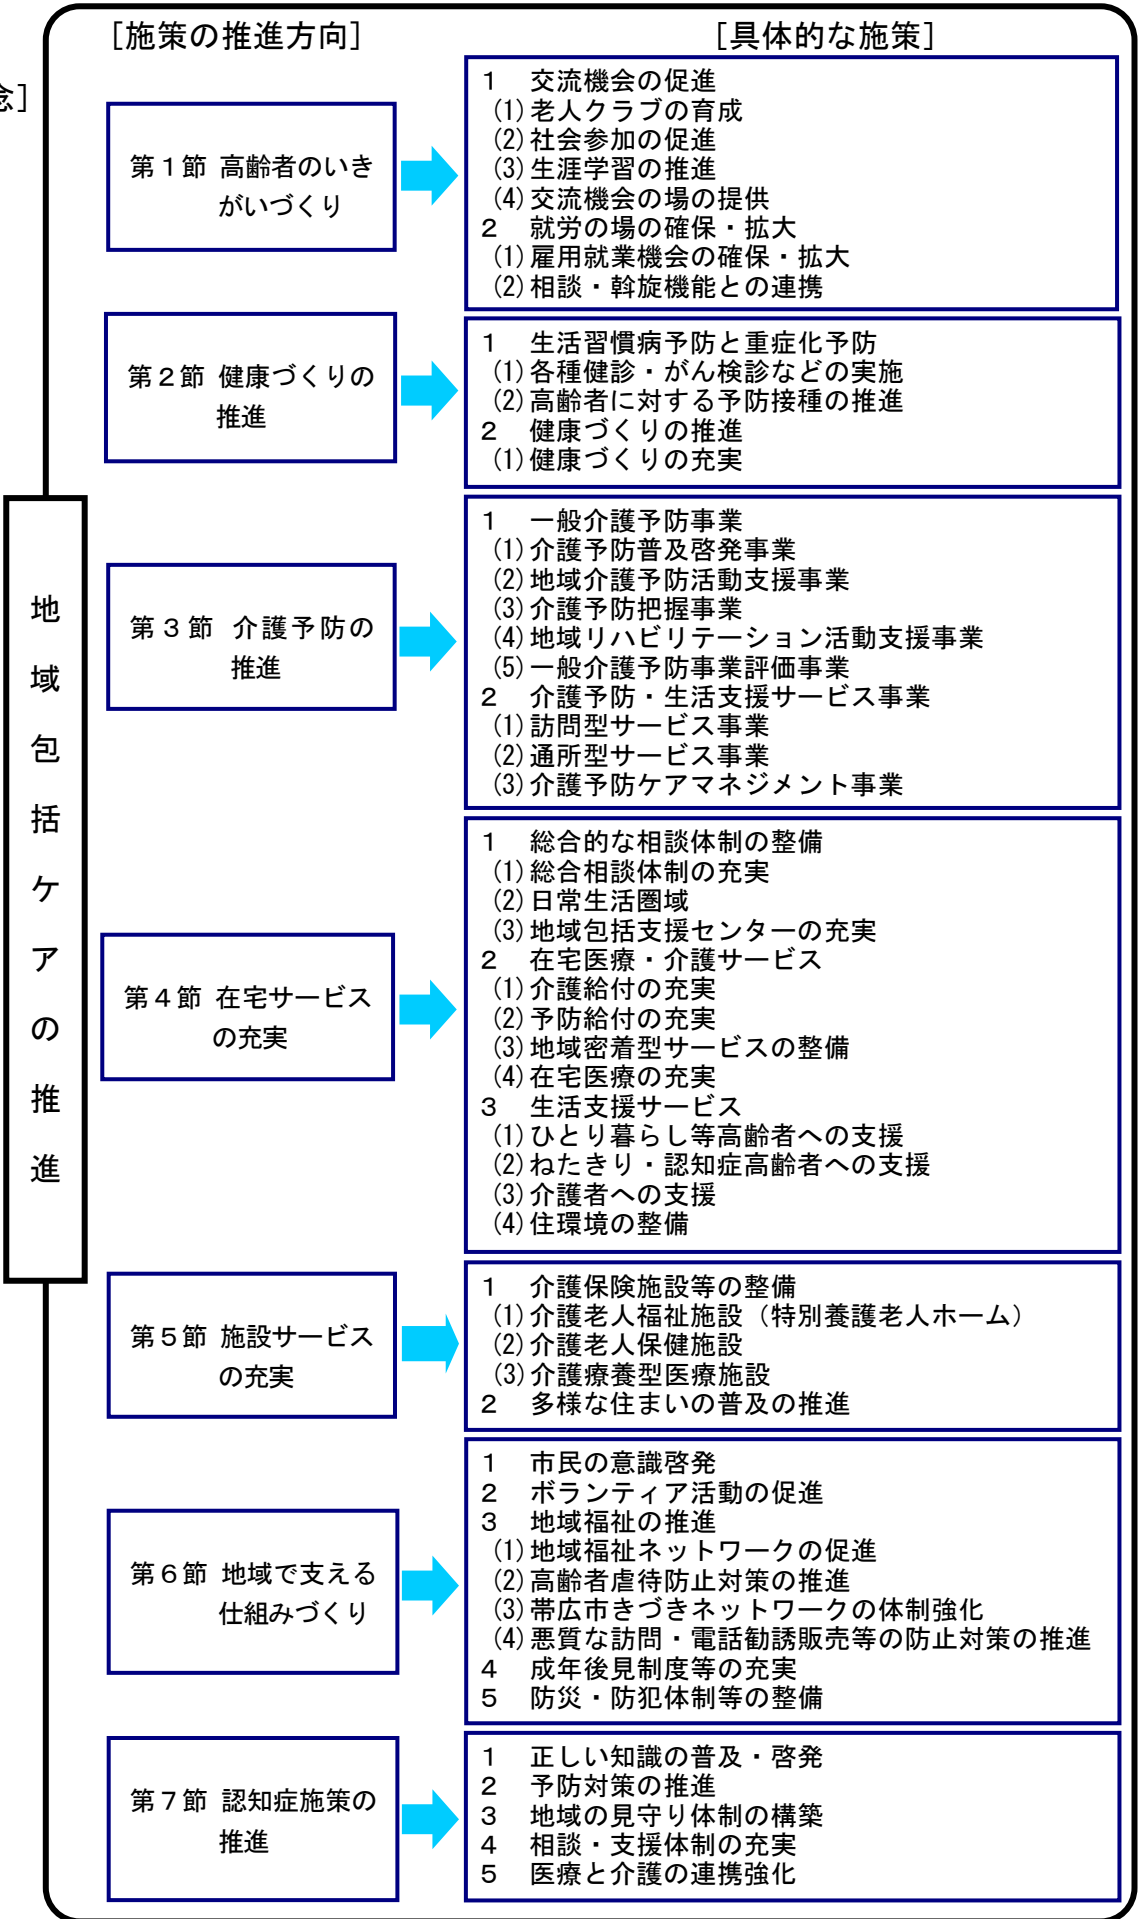 [施策の推進方向]
[具体的な施策]
念]
地域包括ケアの推進
第1節 高齢者のいき
がいづくり
1 交流機会の促進
(1)老人クラブの育成
(2)社会参加の促進
(3)生涯学習の推進
(4)交流機会の場の提供
2 就労の場の確保・拡大
(1)雇用就業機会の確保・拡大
(2)相談・斡旋機能との連携
第2節 健康づくりの
推進
1 生活習慣病予防と重症化予防
(1)各種健診・がん検診などの実施
(2)高齢者に対する予防接種の推進
2 健康づくりの推進
(1)健康づくりの充実
第3節 介護予防の
推進
1 一般介護予防事業
(1)介護予防普及啓発事業
(2)地域介護予防活動支援事業
(3)介護予防把握事業
(4)地域リハビリテーション活動支援事業
(5)一般介護予防事業評価事業
2 介護予防・生活支援サービス事業
(1)訪問型サービス事業
(2)通所型サービス事業
(3)介護予防ケアマネジメント事業
第4節 在宅サービス
の充実
1 総合的な相談体制の整備
(1)総合相談体制の充実
(2)日常生活圏域
(3)地域包括支援センターの充実
2 在宅医療・介護サービス
(1)介護給付の充実
(2)予防給付の充実
(3)地域密着型サービスの整備
(4)在宅医療の充実
3 生活支援サービス
(1)ひとり暮らし等高齢者への支援
(2)ねたきり・認知症高齢者への支援
(3)介護者への支援
(4)住環境の整備
第5節 施設サービス
の充実
1 介護保険施設等の整備
(1)介護老人福祉施設（特別養護老人ホーム）
(2)介護老人保健施設
(3)介護療養型医療施設
2 多様な住まいの普及の推進
第6節 地域で支える
仕組みづくり
1 市民の意識啓発
2 ボランティア活動の促進
3 地域福祉の推進
(1)地域福祉ネットワークの促進
(2)高齢者虐待防止対策の推進
(3)帯広市きづきネットワークの体制強化
(4)悪質な訪問・電話勧誘販売等の防止対策の推進
4 成年後見制度等の充実
5 防災・防犯体制等の整備
第7節 認知症施策の
推進
1 正しい知識の普及・啓発
2 予防対策の推進
3 地域の見守り体制の構築
4 相談・支援体制の充実
5 医療と介護の連携強化